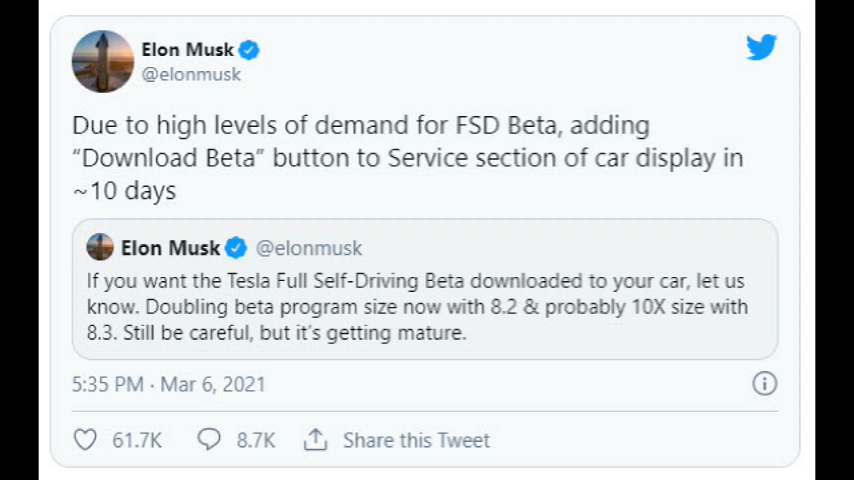 Elon Musk
@elonmusk
Due to high levels of demand for FSD Beta, adding
“Download Beta” button to Service section of car display in
~10 days
Elon Musk @elonmusk
If you want the Tesla Full Self-Driving Beta downloaded to your car, let us
know. Doubling beta program size now with 8.2 & probably 10X size with
8.3. Still be careful, but it’s getting mature.
5:35 PM · Mar 6, 2021
61.7K 8.7K Share this Tweet